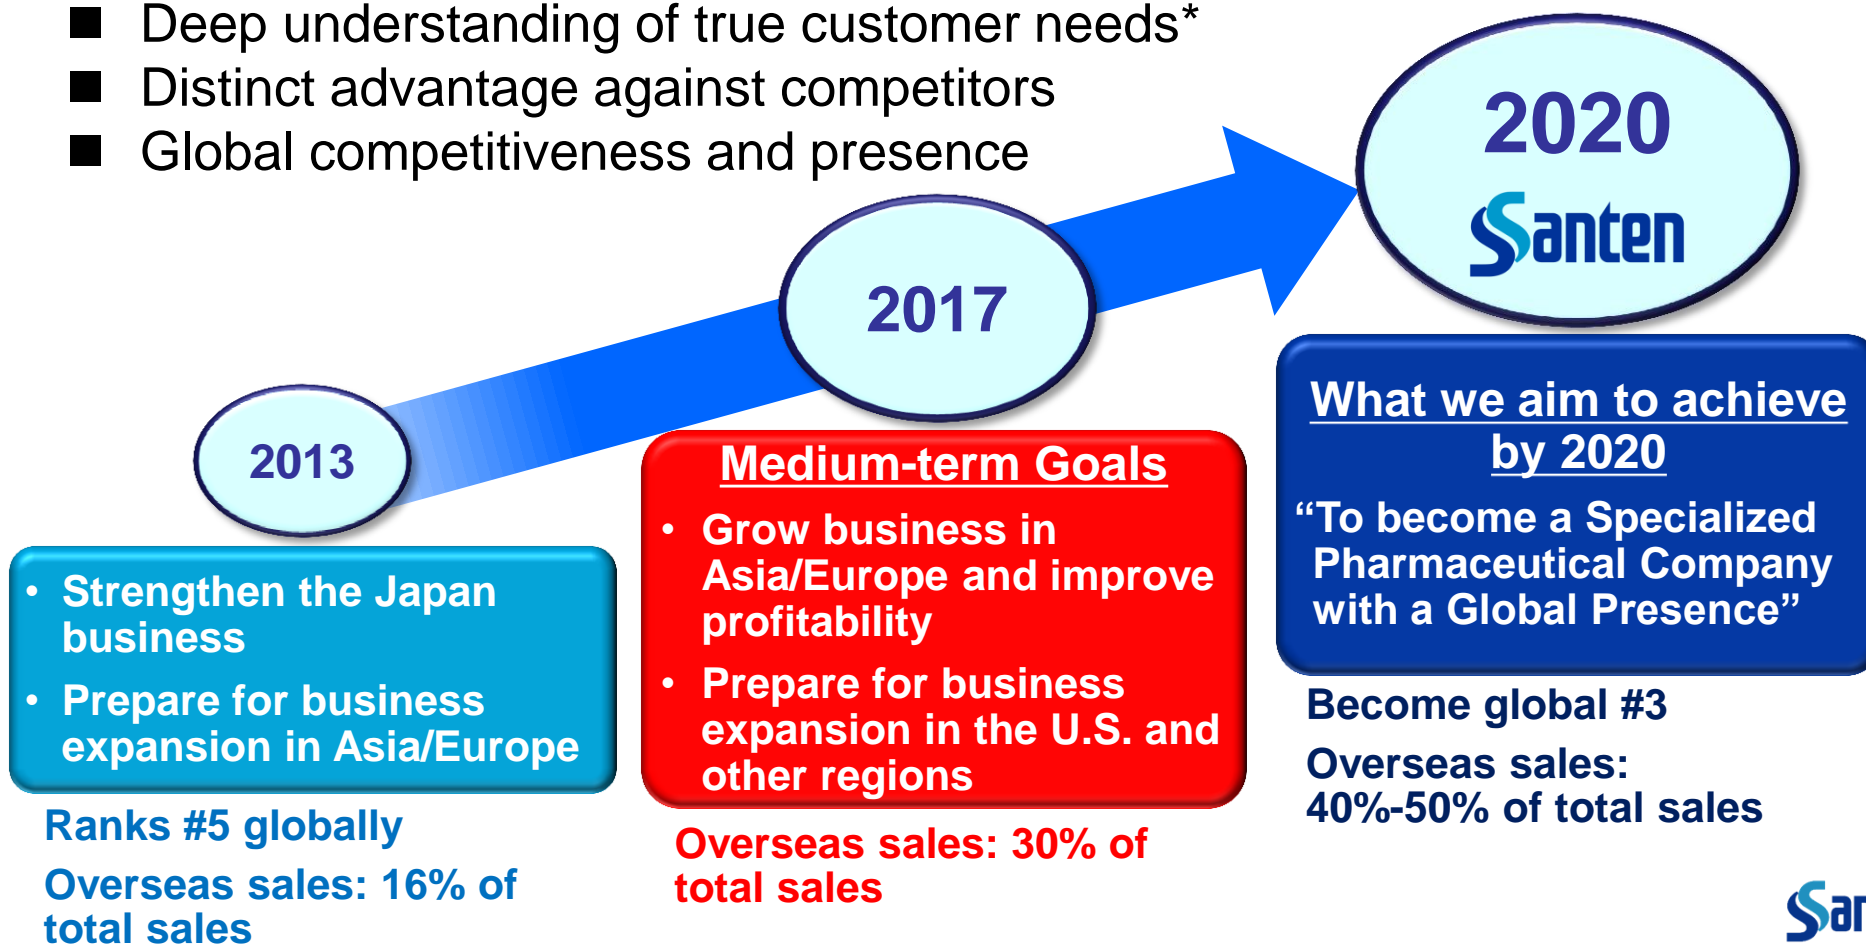 ■ Deep understanding of true customer needs*
■ Distinct advantage against competitors
■ Global competitiveness and presence
2013
• Strengthen the Japan
business
• Prepare for business
expansion in Asia/Europe
Ranks #5 globally
Overseas sales: 16% of
total sales
2017
Medium-term Goals
• Grow business in
Asia/Europe and improve
profitability
• Prepare for business
expansion in the U.S. and
other regions
Overseas sales: 30% of
total sales
2020
Santen
What we aim to achieve
by 2020
“To become a Specialized
Pharmaceutical Company
with a Global Presence”
Become global #3
Overseas sales:
40%-50% of total sales